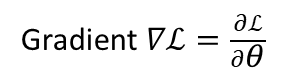 Gradient ∇ℒ = ∂ℒ/∂θ